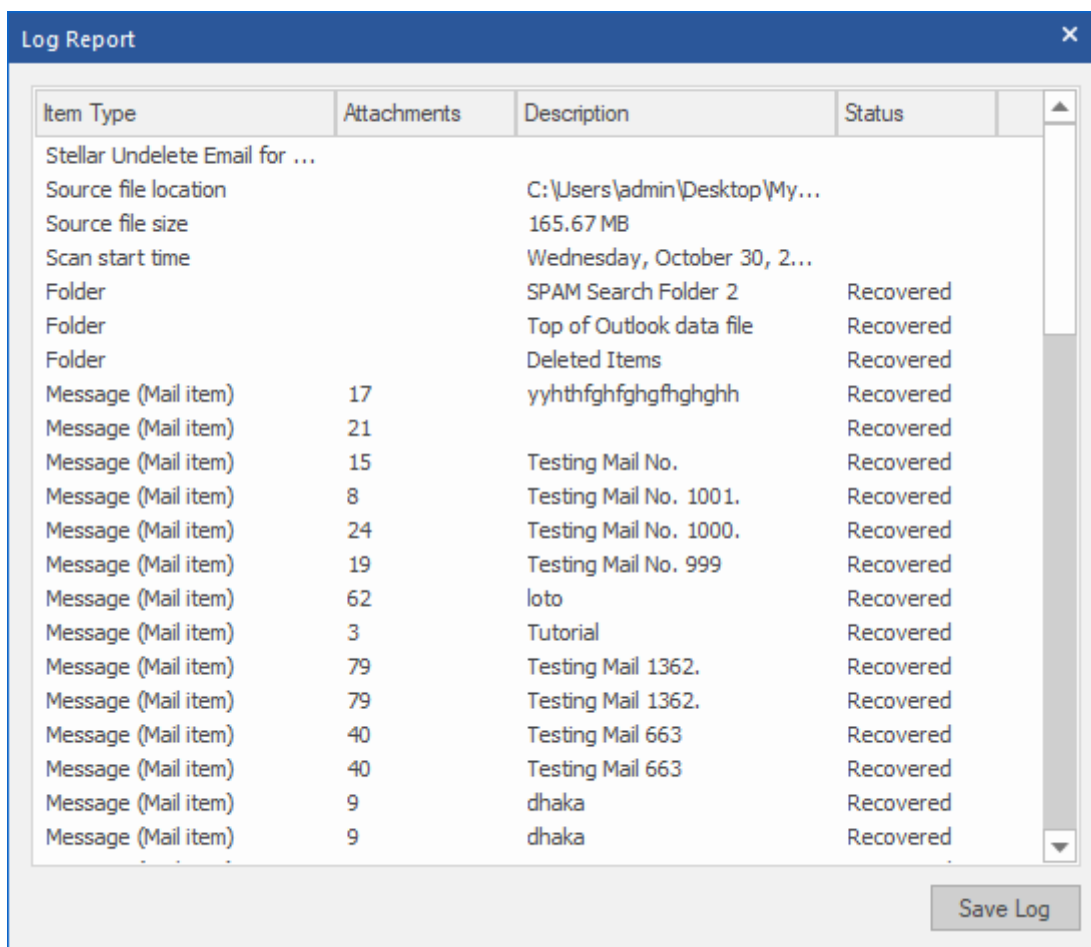 Log Report
Item Type Attachments Description Status
Stellar Undelete Email for ...
Source file location C:\Users\admin\Desktop\My...
Source file size 165.67 MB
Scan start time Wednesday, October 30, 2...
Folder SPAM Search Folder 2 Recovered
Folder Top of Outlook data file Recovered
Folder Deleted Items Recovered
Message (Mail item) 17 yyhthfghfghgfhghghh Recovered
Message (Mail item) 21 Recovered
Message (Mail item) 15 Testing Mail No. Recovered
Message (Mail item) 8 Testing Mail No. 1001. Recovered
Message (Mail item) 24 Testing Mail No. 1000. Recovered
Message (Mail item) 19 Testing Mail No. 999 Recovered
Message (Mail item) 62 loto Recovered
Message (Mail item) 3 Tutorial Recovered
Message (Mail item) 79 Testing Mail 1362. Recovered
Message (Mail item) 79 Testing Mail 1362. Recovered
Message (Mail item) 40 Testing Mail 663 Recovered
Message (Mail item) 40 Testing Mail 663 Recovered
Message (Mail item) 9 dhaka Recovered
Message (Mail item) 9 dhaka Recovered
Save Log